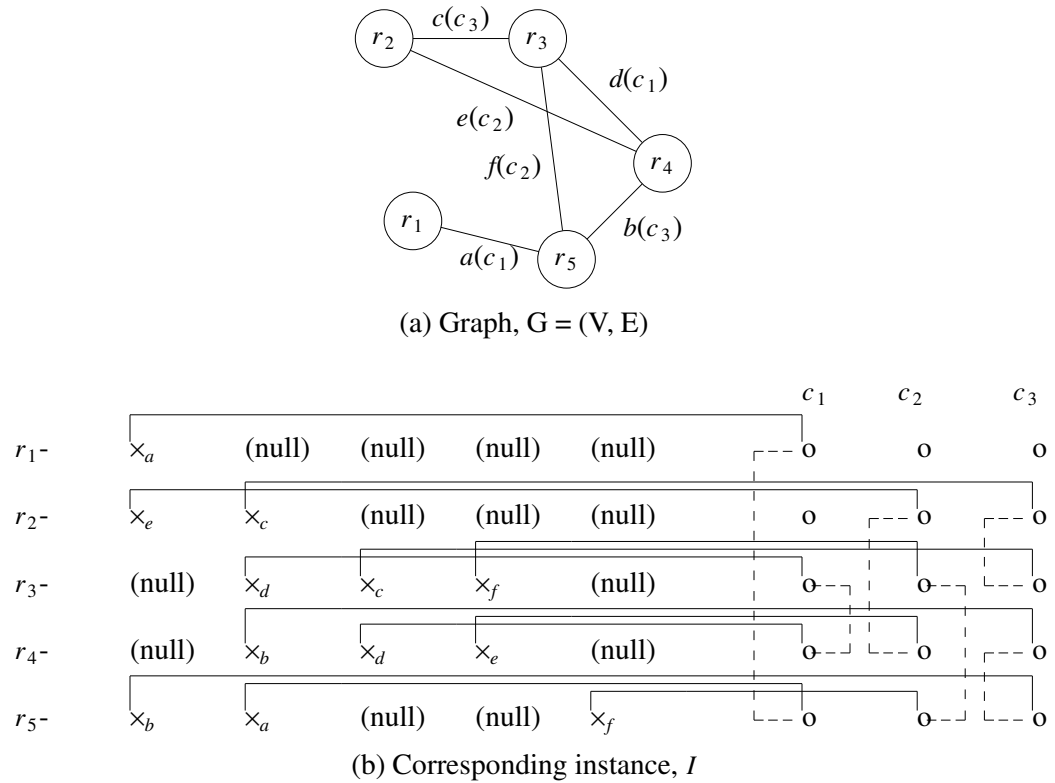 c(c₃)
r₂ r₃
d(c₁)
e(c₂)
f(c₂) r₄
r₁ b(c₃)
a(c₁) r₅
(a) Graph, G = (V, E)
c₁ c₂ c₃
r₁- ×ₐ (null) (null) (null) (null) o o o
r₂- ×ₑ ×c (null) (null) (null) o o o
r₃- (null) ×d ×c ×f (null) o o o
r₄- (null) ×b ×d ×e (null) o o o
r₅- ×b ×a (null) (null) ×f o o o
(b) Corresponding instance, I